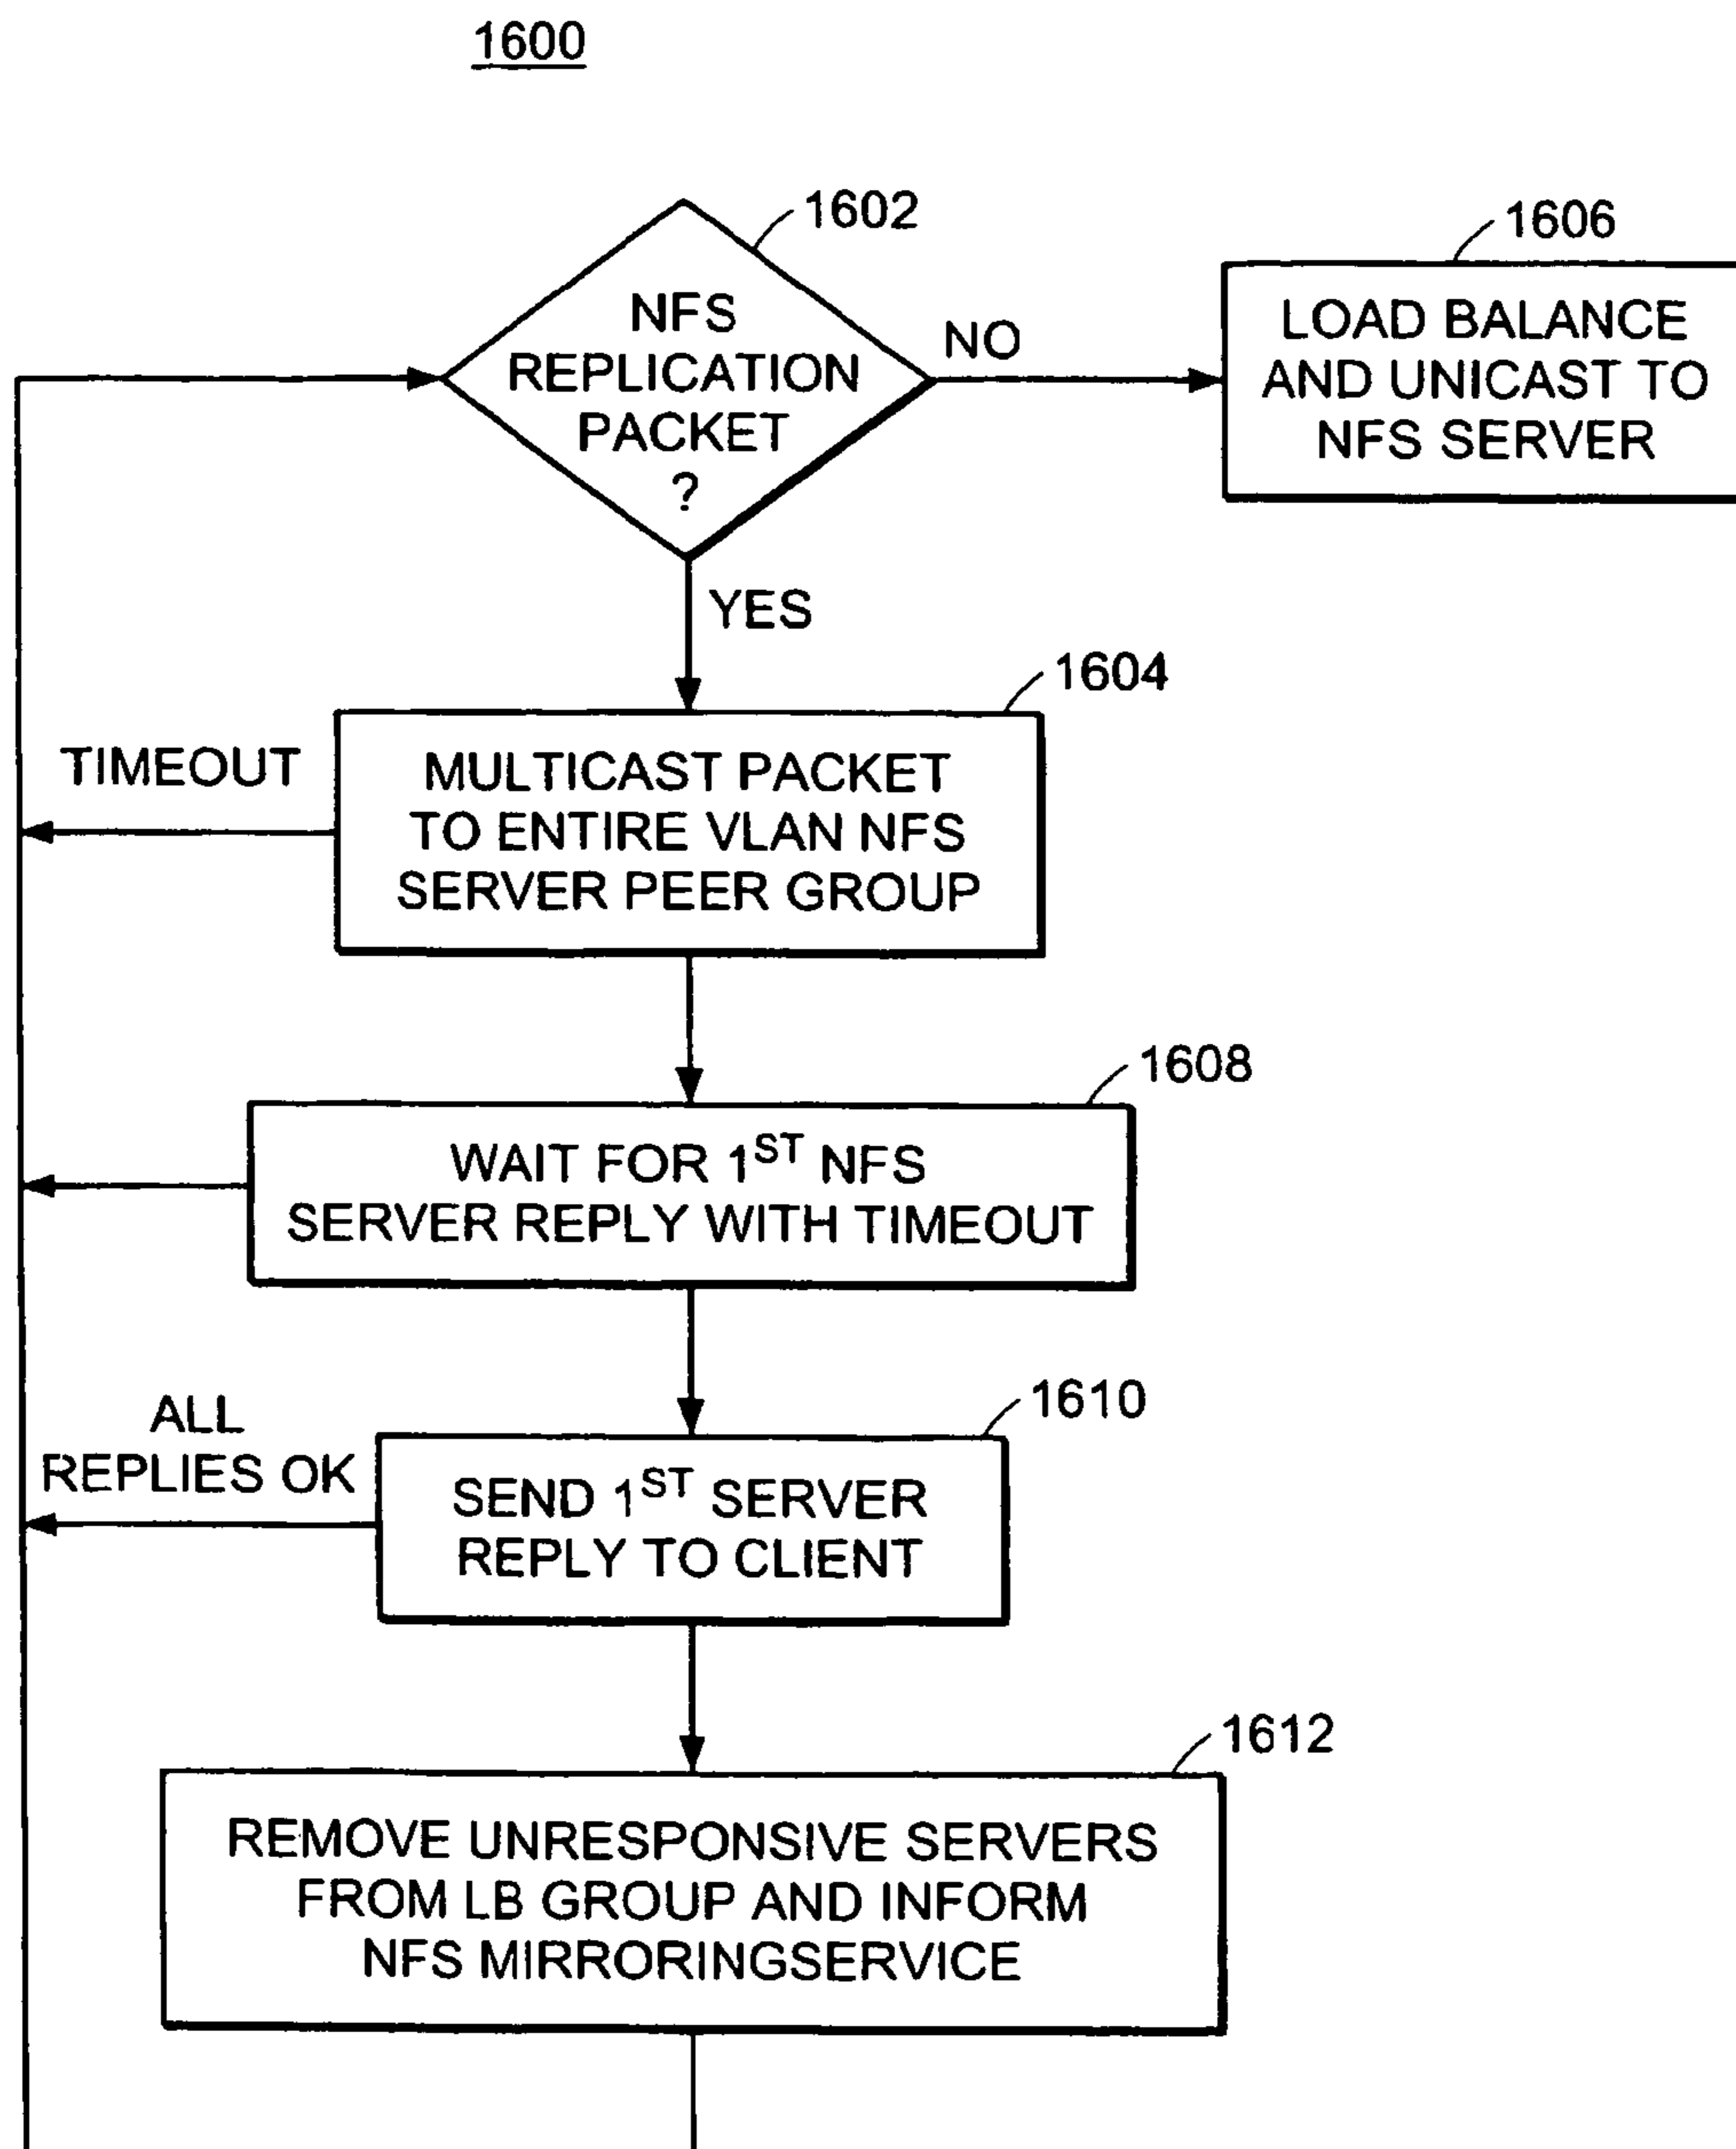 1600
1602
NFS
REPLICATION
PACKET
?
NO
1606
LOAD BALANCE
AND UNICAST TO
NFS SERVER
YES
1604
TIMEOUT
MULTICAST PACKET
TO ENTIRE VLAN NFS
SERVER PEER GROUP
1608
WAIT FOR 1ST NFS
SERVER REPLY WITH TIMEOUT
1610
ALL
REPLIES OK
SEND 1ST SERVER
REPLY TO CLIENT
1612
REMOVE UNRESPONSIVE SERVERS
FROM LB GROUP AND INFORM
NFS MIRRORINGSERVICE